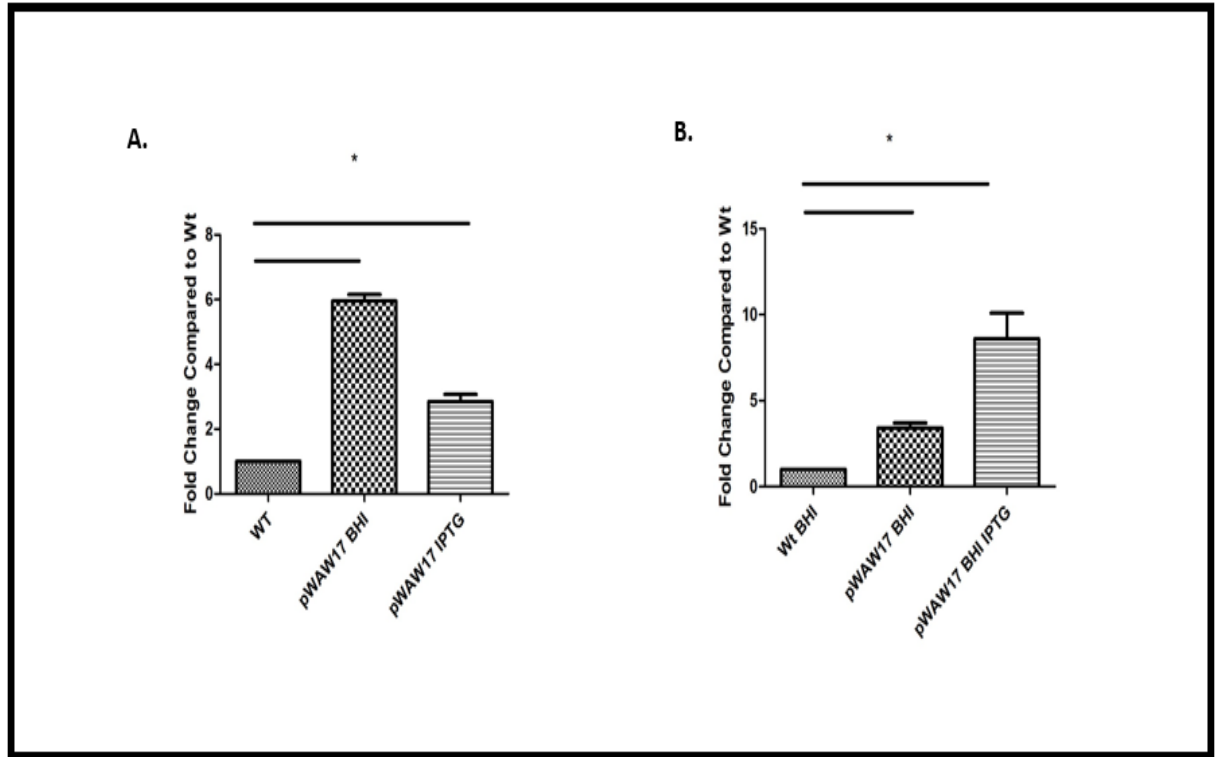 A.
*
Fold Change Compared to Wt
8
6
4
2
0
WT
pWAW17 BHI
pWAW17 IPTG
B.
*
Fold Change Compared to Wt
15
10
5
0
Wt BHI
pWAW17 BHI
pWAW17 BHI IPTG